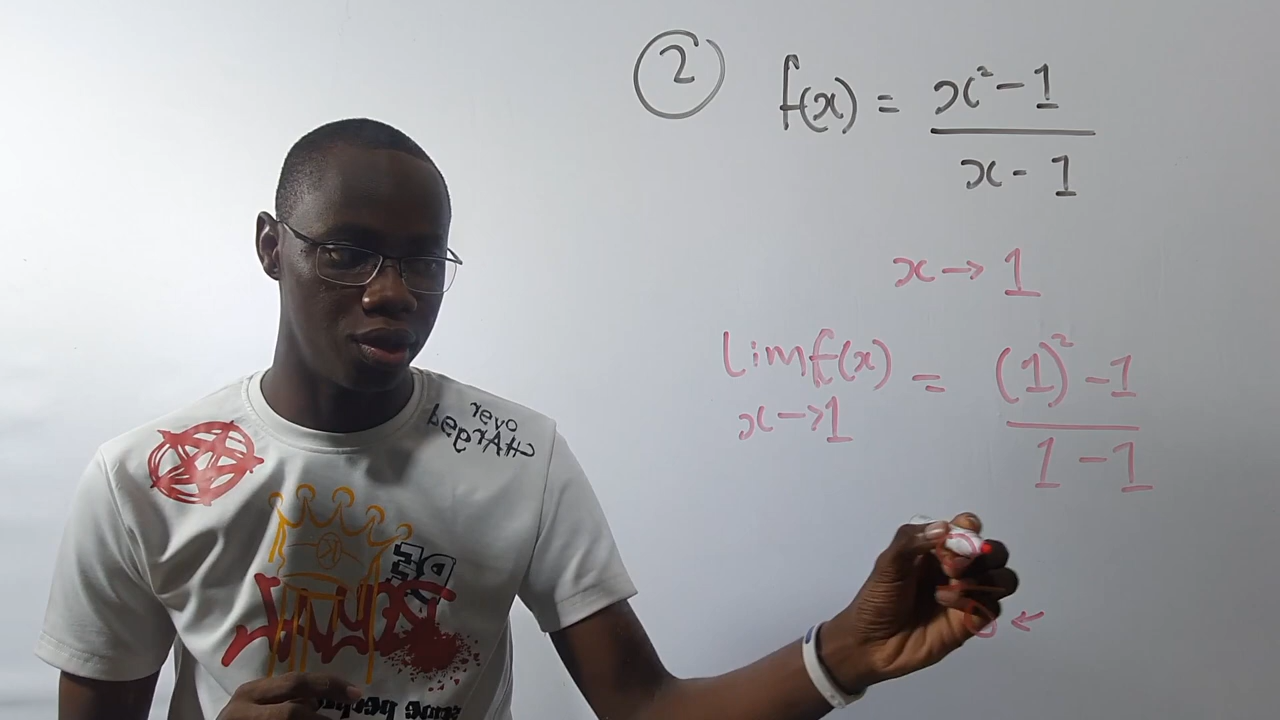 2
f(x) = x² - 1
x - 1
x → 1
lim f(x) = (1)² - 1
x → 1
1 - 1
←